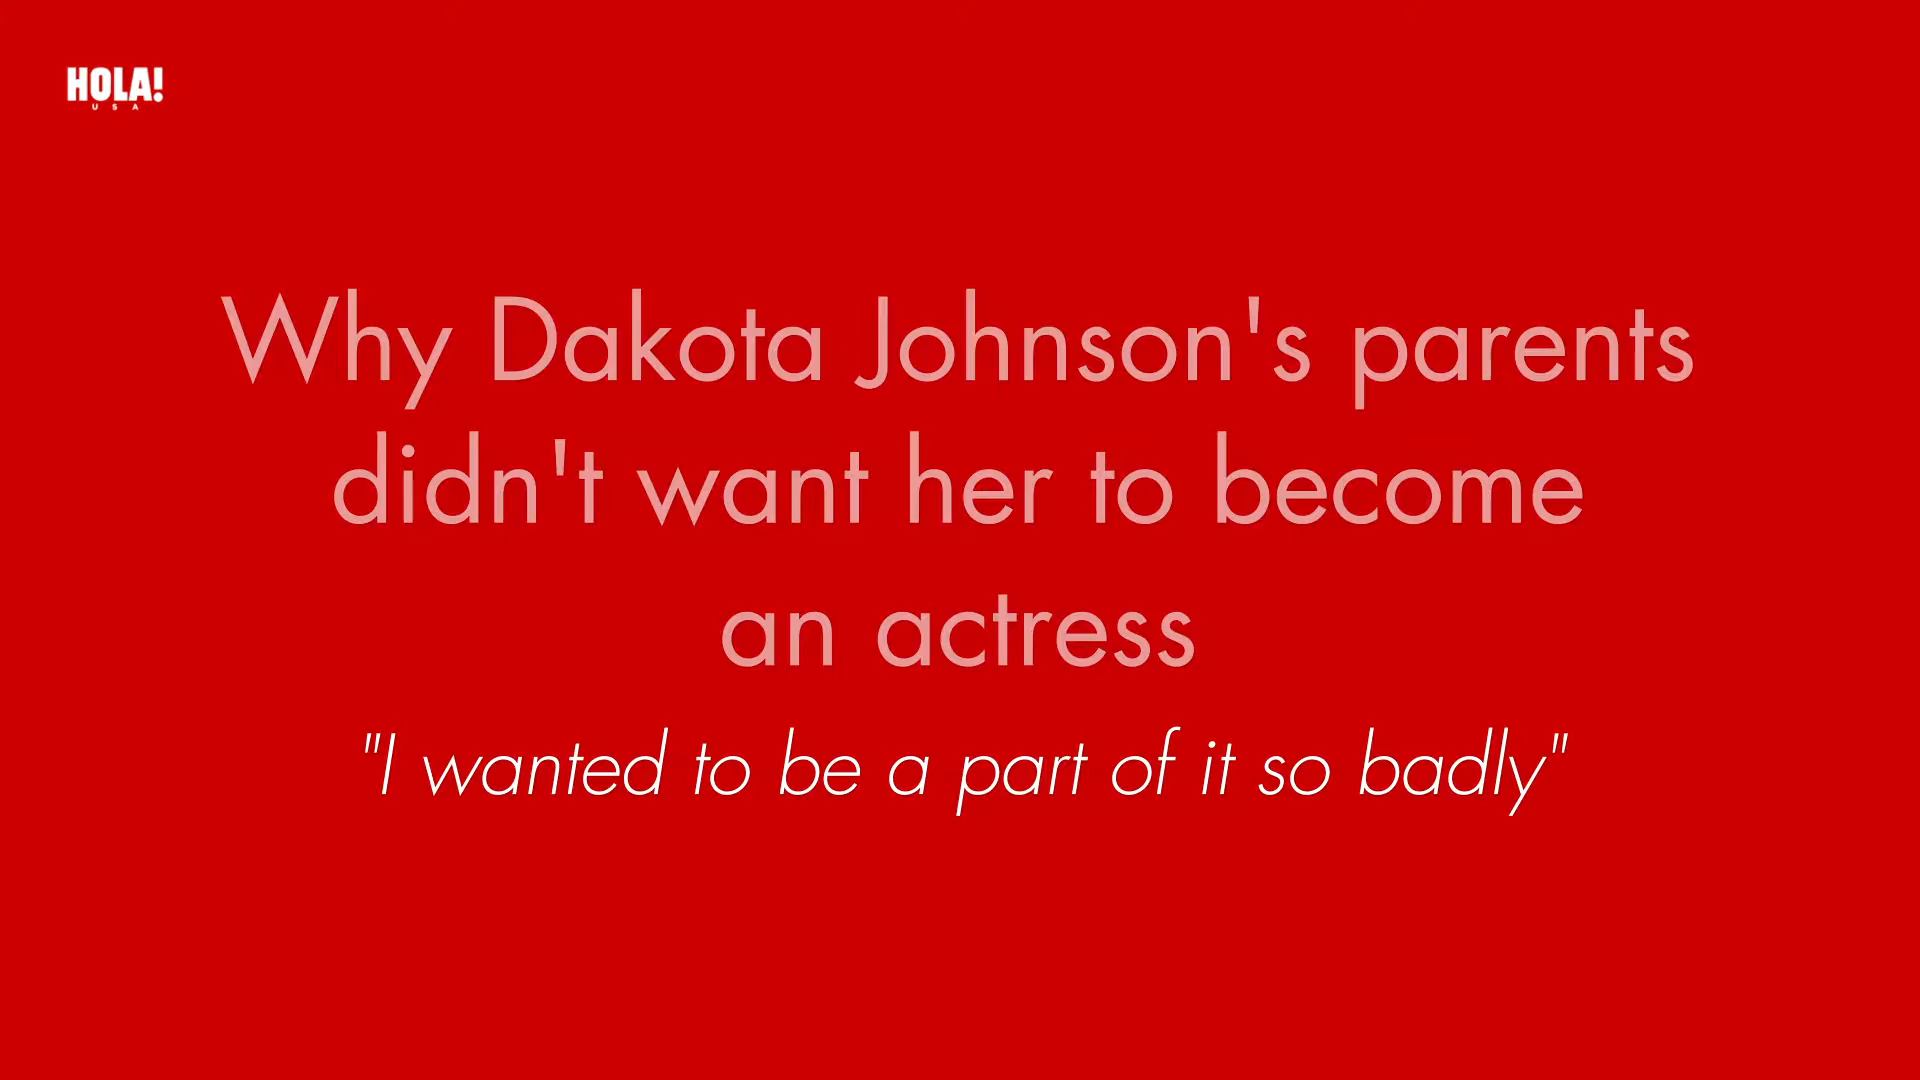 HOLA!
USA
Why Dakota Johnson's parents
didn't want her to become
an actress
"I wanted to be a part of it so badly"